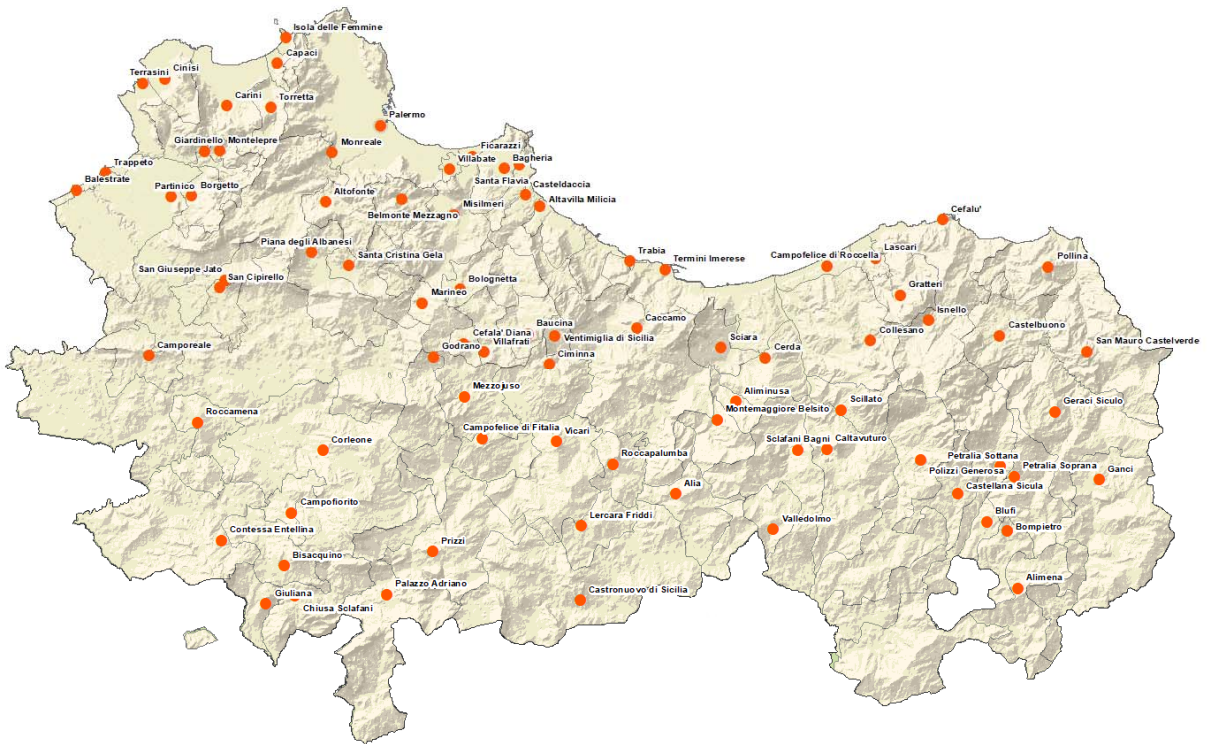 Isola delle Femmine
Capaci
Terrasini
Cinisi
Carini
Torretta
Palermo
Giardinello
Montelepre
Monreale
Ficarazzi
Villabate
Bagheria
Trappeto
Santa Flavia
Balestrate
Partinico
Borgetto
Casteldaccia
Altofonte
Misilmeri
Altavilla Milicia
Belmonte Mezzagno
Cefalu'
Piana degli Albanesi
Santa Cristina Gela
Trabia
Termini Imerese
Campofelice di Roccella
Lascari
Pollina
San Giuseppe Jato
San Cipirello
Bolognetta
Marineo
Gratteri
Isnello
Caccamo
Baucina
Cefala' Diana
Ventimiglia di Sicilia
Villafrati
Godrano
Ciminna
Sciara
Cerda
Collesano
Castelbuono
San Mauro Castelverde
Camporeale
Mezzojuso
Aliminusa
Montemaggiore Belsito
Scillato
Geraci Siculo
Roccamena
Campofelice di Fitalia
Vicari
Corleone
Roccapalumba
Sclafani Bagni
Caltavuturo
Petralia Sottana
Polizzi Generosa
Petralia Soprana
Ganci
Alia
Castellana Sicula
Campofiorito
Lercara Friddi
Valledolmo
Blufi
Bompietro
Contessa Entellina
Prizzi
Bisacquino
Palazzo Adriano
Castronuovo di Sicilia
Alimena
Giuliana
Chiusa Sclafani